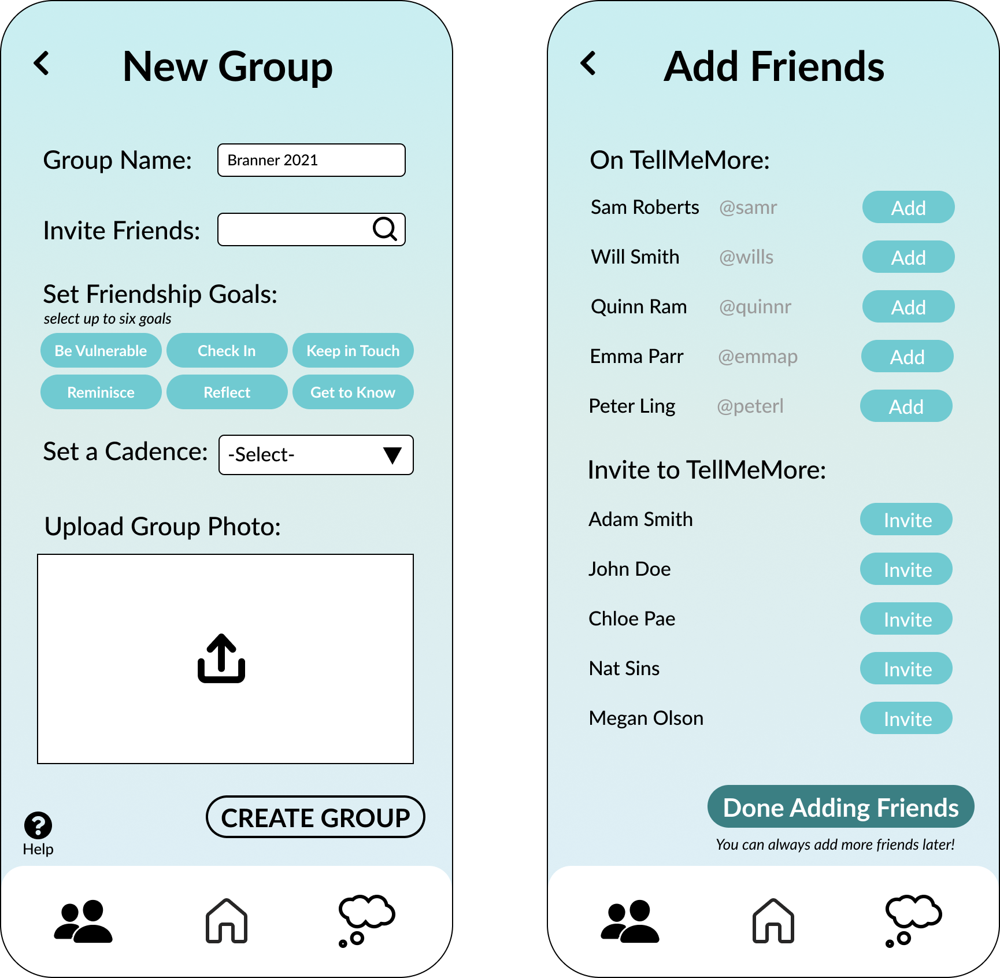 New Group
Group Name:
Branner 2021
Invite Friends:
Set Friendship Goals:
select up to six goals
Be Vulnerable
Check In
Keep in Touch
Reminisce
Reflect
Get to Know
Set a Cadence:
-Select-
Upload Group Photo:
CREATE GROUP
?
Help
Add Friends
On TellMeMore:
Sam Roberts @samr Add
Will Smith @wills Add
Quinn Ram @quinnr Add
Emma Parr @emmap Add
Peter Ling @peterl Add
Invite to TellMeMore:
Adam Smith Invite
John Doe Invite
Chloe Pae Invite
Nat Sins Invite
Megan Olson Invite
Done Adding Friends
You can always add more friends later!